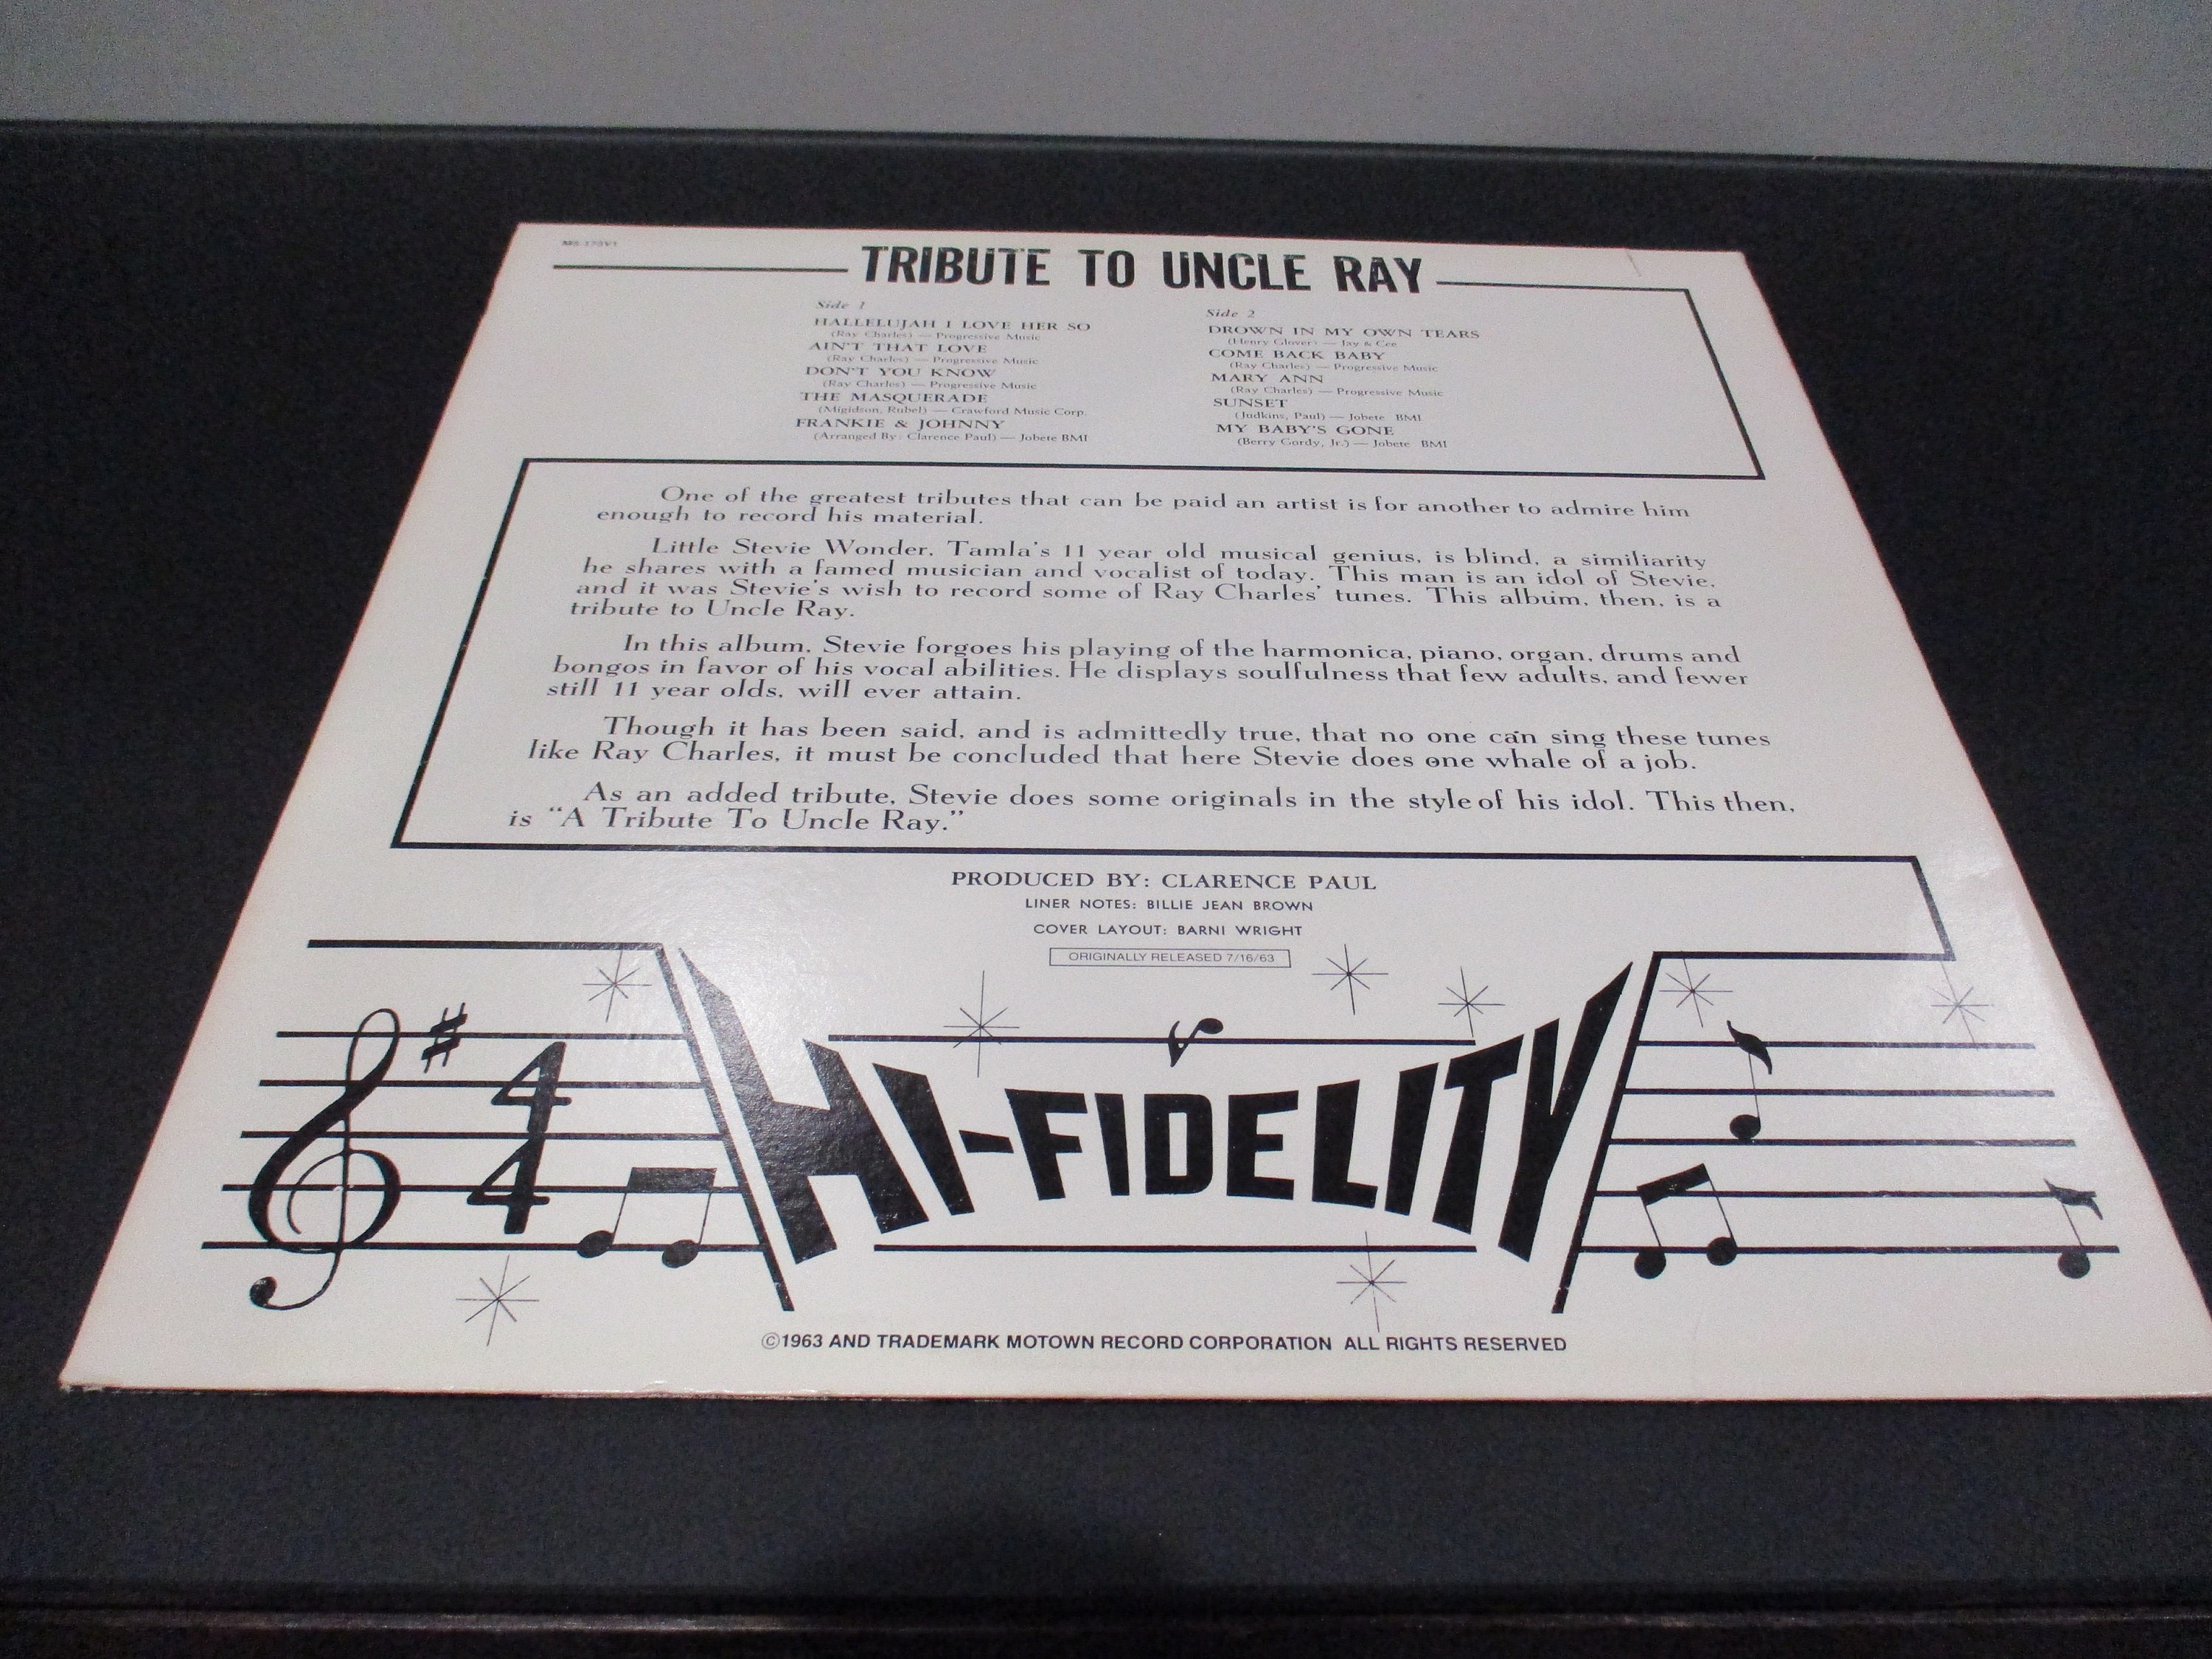 TRIBUTE TO UNCLE RAY
Side 1
HALLELUJAH I LOVE HER SO
(Ray Charles) — Progressive Music
AIN'T THAT LOVE
(Ray Charles) — Progressive Music
DON'T YOU KNOW
(Ray Charles) — Progressive Music
THE MASQUERADE
(Migidson, Rubel) — Crawford Music Corp.
FRANKIE & JOHNNY
(Arranged By: Clarence Paul) — Jobete BMI
Side 2
DROWN IN MY OWN TEARS
(Henry Glover) — Jay & Cee
COME BACK BABY
(Ray Charles) — Progressive Music
MARY ANN
(Ray Charles) — Progressive Music
SUNSET
(Judkins, Paul) — Jobete BMI
MY BABY'S GONE
(Berry Gordy, Jr.) — Jobete BMI
One of the greatest tributes that can be paid an artist is for another to admire him
enough to record his material.
Little Stevie Wonder, Tamla's 11 year old musical genius, is blind, a similiarity
he shares with a famed musician and vocalist of today. This man is an idol of Stevie,
and it was Stevie's wish to record some of Ray Charles' tunes. This album, then, is a
tribute to Uncle Ray.
In this album, Stevie forgoes his playing of the harmonica, piano, organ, drums and
bongos in favor of his vocal abilities. He displays soulfulness that few adults, and fewer
still 11 year olds, will ever attain.
Though it has been said, and is admittedly true, that no one can sing these tunes
like Ray Charles, it must be concluded that here Stevie does one whale of a job.
As an added tribute, Stevie does some originals in the style of his idol. This then,
is "A Tribute To Uncle Ray."
PRODUCED BY: CLARENCE PAUL
LINER NOTES: BILLIE JEAN BROWN
COVER LAYOUT: BARNI WRIGHT
ORIGINALLY RELEASED 7/16/63
4
4
HI-FIDELITY
©1963 AND TRADEMARK MOTOWN RECORD CORPORATION ALL RIGHTS RESERVED